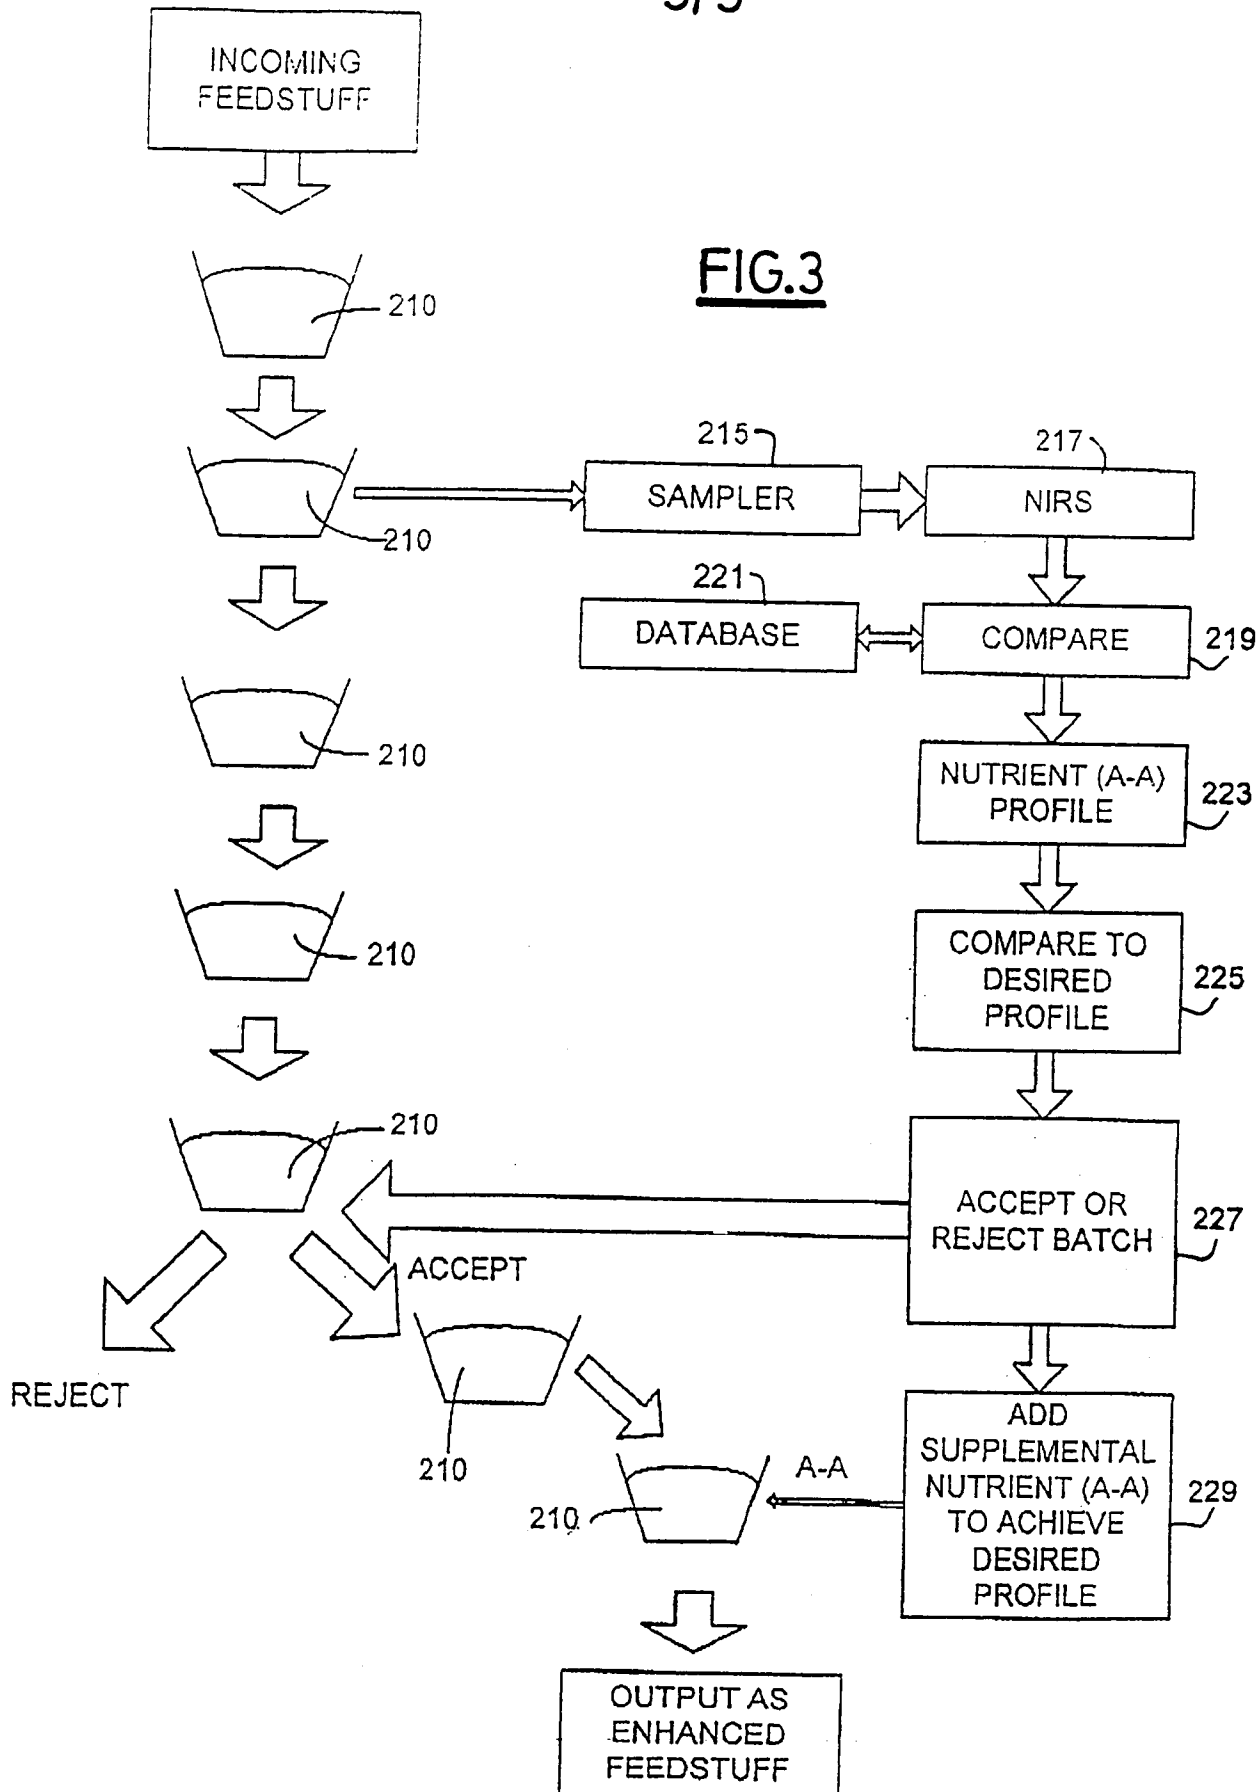 3/3
INCOMING
FEEDSTUFF
FIG.3
210
210
215
SAMPLER
217
NIRS
221
DATABASE
COMPARE
219
210
NUTRIENT (A-A)
PROFILE
223
210
COMPARE TO
DESIRED
PROFILE
225
210
ACCEPT OR
REJECT BATCH
227
ACCEPT
REJECT
210
210
A-A
ADD
SUPPLEMENTAL
NUTRIENT (A-A)
TO ACHIEVE
DESIRED
PROFILE
229
OUTPUT AS
ENHANCED
FEEDSTUFF